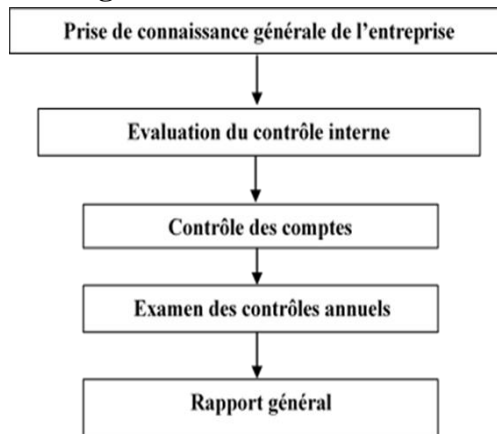 Prise de connaissance générale de l'entreprise
Evaluation du contrôle interne
Contrôle des comptes
Examen des contrôles annuels
Rapport général